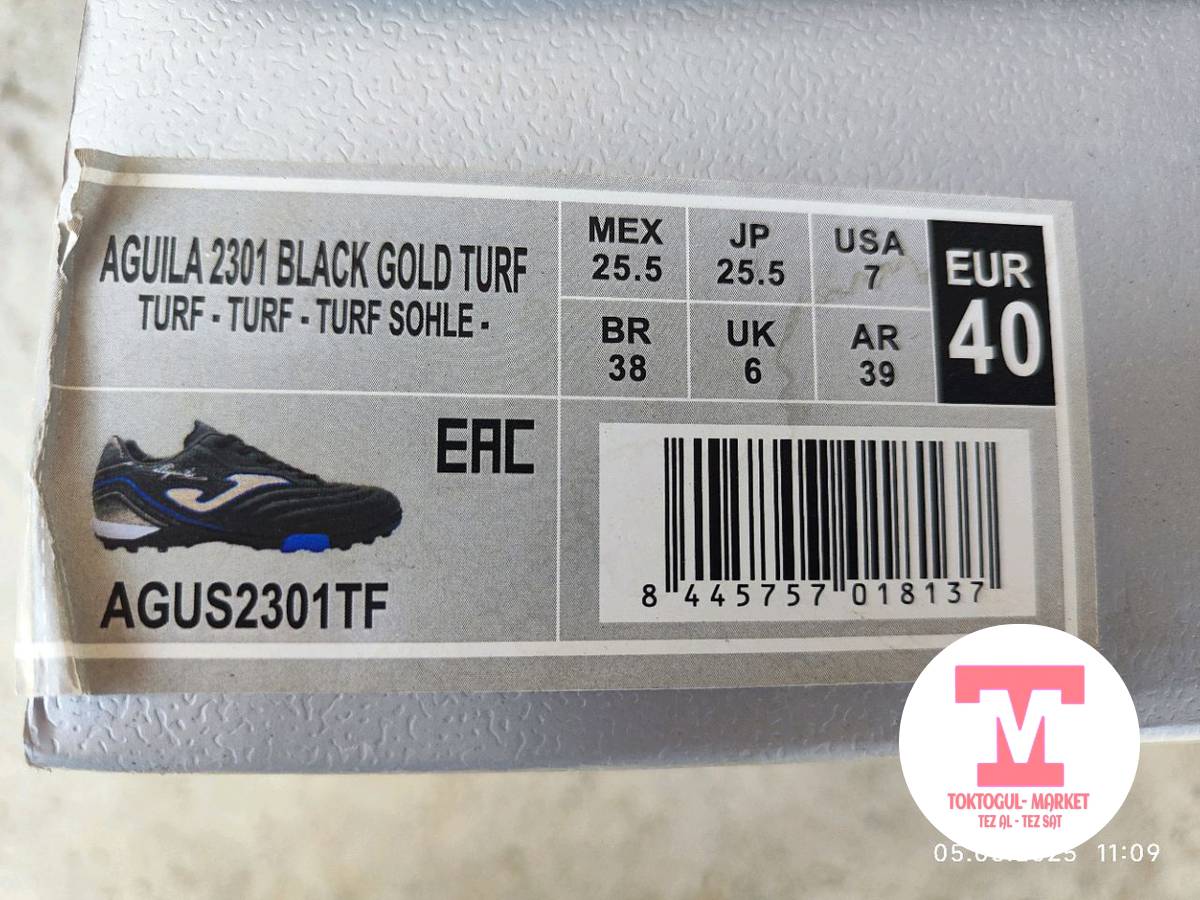 AGUILA 2301 BLACK GOLD TURF
TURF - TURF - TURF SOHLE -
MEX
25.5
JP
25.5
USA
7
BR
38
UK
6
AR
39
EUR
40
EAC
AGUS2301TF
8 445757 018137
TM
TOKTOGUL- MARKET
TEZ AL - TEZ SAT
11:09